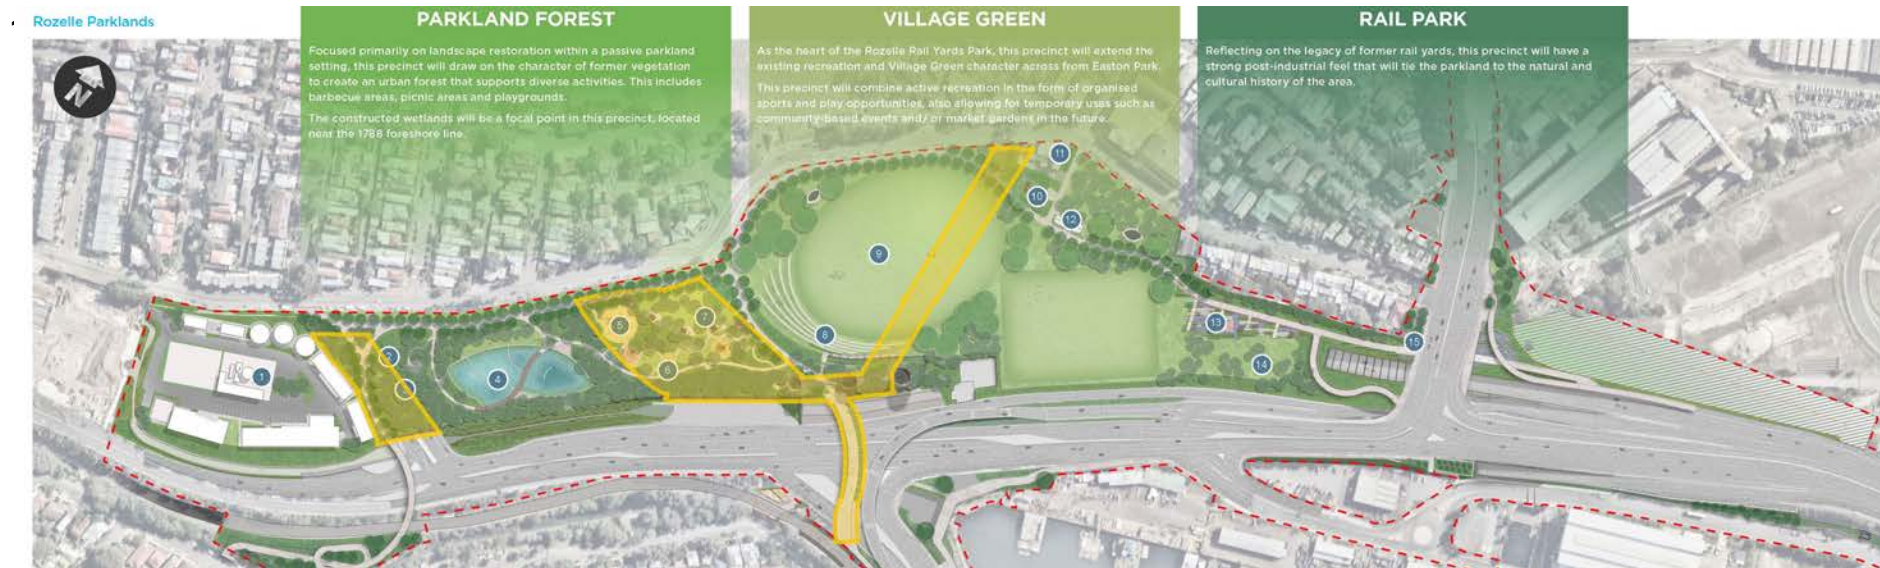 Rozelle Parklands
PARKLAND FOREST
Focused primarily on landscape restoration within a passive parkland
setting, this precinct will draw on the character of former vegetation
to create an urban forest that supports diverse activities. This includes
barbecue areas, picnic areas and playgrounds.
The constructed wetlands will be a focal point in this precinct, located
near the 1788 foreshore line.
VILLAGE GREEN
As the heart of the Rozelle Rail Yards Park, this precinct will extend the
existing recreation and Village Green character across from Easton Park.
This precinct will combine active recreation in the form of organised
sports and play opportunities, also allowing for temporary uses such as
community-based events and/ or market gardens in the future.
RAIL PARK
Reflecting on the legacy of former rail yards, this precinct will have a
strong post-industrial feel that will tie the parkland to the natural and
cultural history of the area.
N
11
10
12
9
5
7
13
8
15
2
6
14
1
4